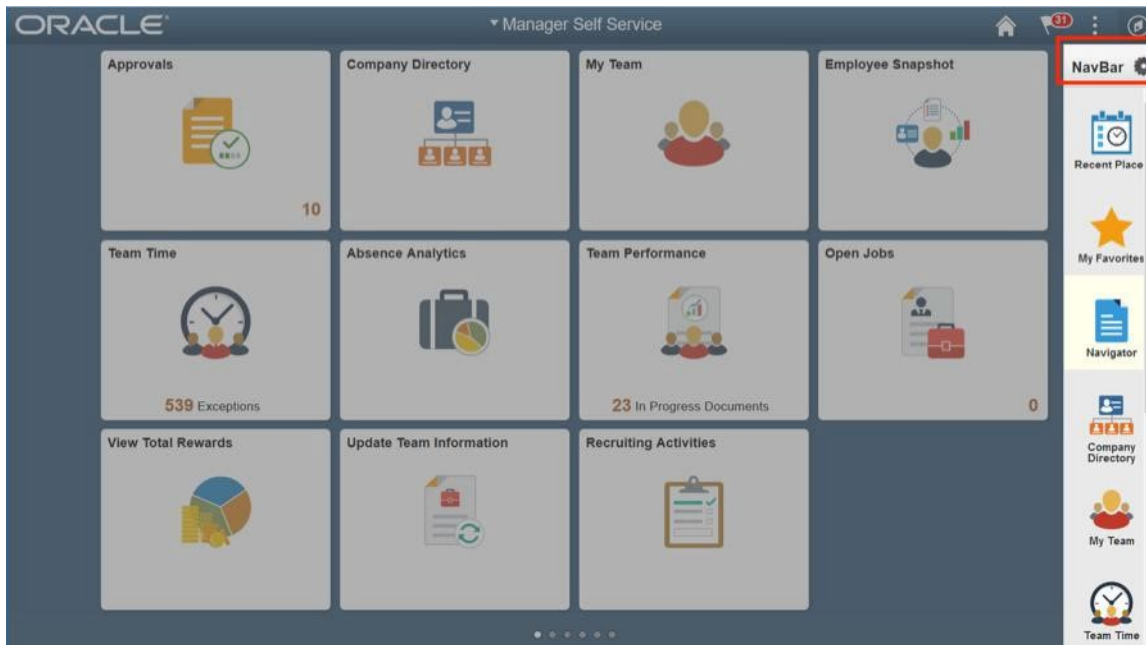 ORACLE
Manager Self Service
31
NavBar
Approvals
10
Company Directory
My Team
Employee Snapshot
Team Time
539 Exceptions
Absence Analytics
Team Performance
23 In Progress Documents
Open Jobs
0
View Total Rewards
Update Team Information
Recruiting Activities
Recent Place
My Favorites
Navigator
Company
Directory
My Team
Team Time